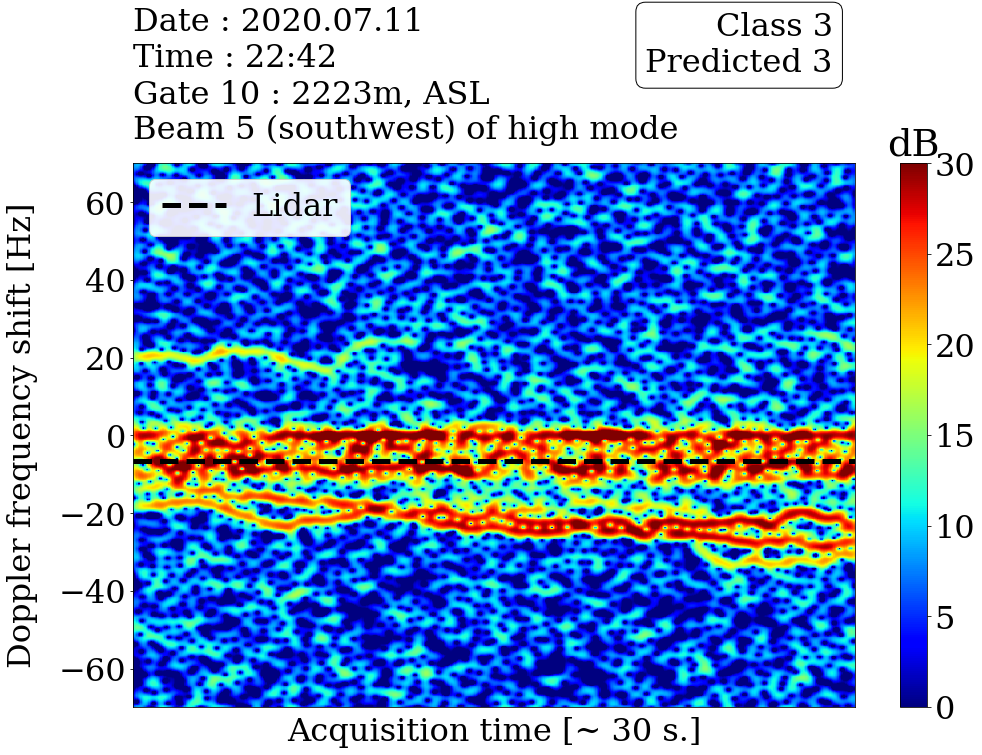 Date : 2020.07.11
Time : 22:42
Gate 10 : 2223m, ASL
Beam 5 (southwest) of high mode
Class 3
Predicted 3
dB
Lidar
Doppler frequency shift [Hz]
60
40
20
0
−20
−40
−60
Acquisition time [~ 30 s.]
30
25
20
15
10
5
0